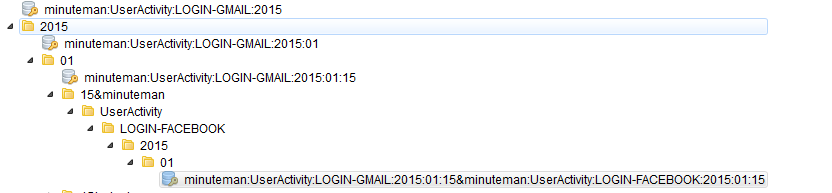 minuteman:UserActivity:LOGIN-GMAIL:2015
2015
minuteman:UserActivity:LOGIN-GMAIL:2015:01
01
minuteman:UserActivity:LOGIN-GMAIL:2015:01:15
15&minuteman
UserActivity
LOGIN-FACEBOOK
2015
01
minuteman:UserActivity:LOGIN-GMAIL:2015:01:15&minuteman:UserActivity:LOGIN-FACEBOOK:2015:01:15